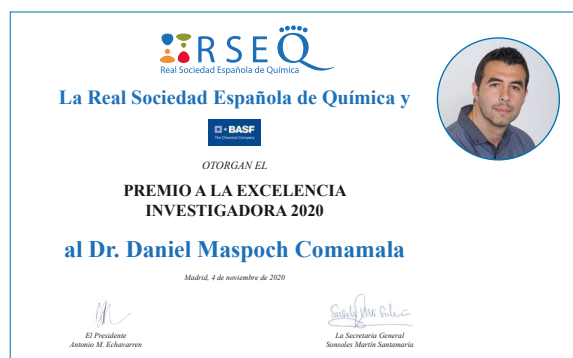 RSEQ
Real Sociedad Española de Química
La Real Sociedad Española de Química y
BASF
The Chemical Company
OTORGAN EL
PREMIO A LA EXCELENCIA
INVESTIGADORA 2020
al Dr. Daniel Maspoch Comamala
Madrid, 4 de noviembre de 2020
El Presidente
Antonio M. Echavarren
La Secretaria General
Sonsoles Martín Santamaría